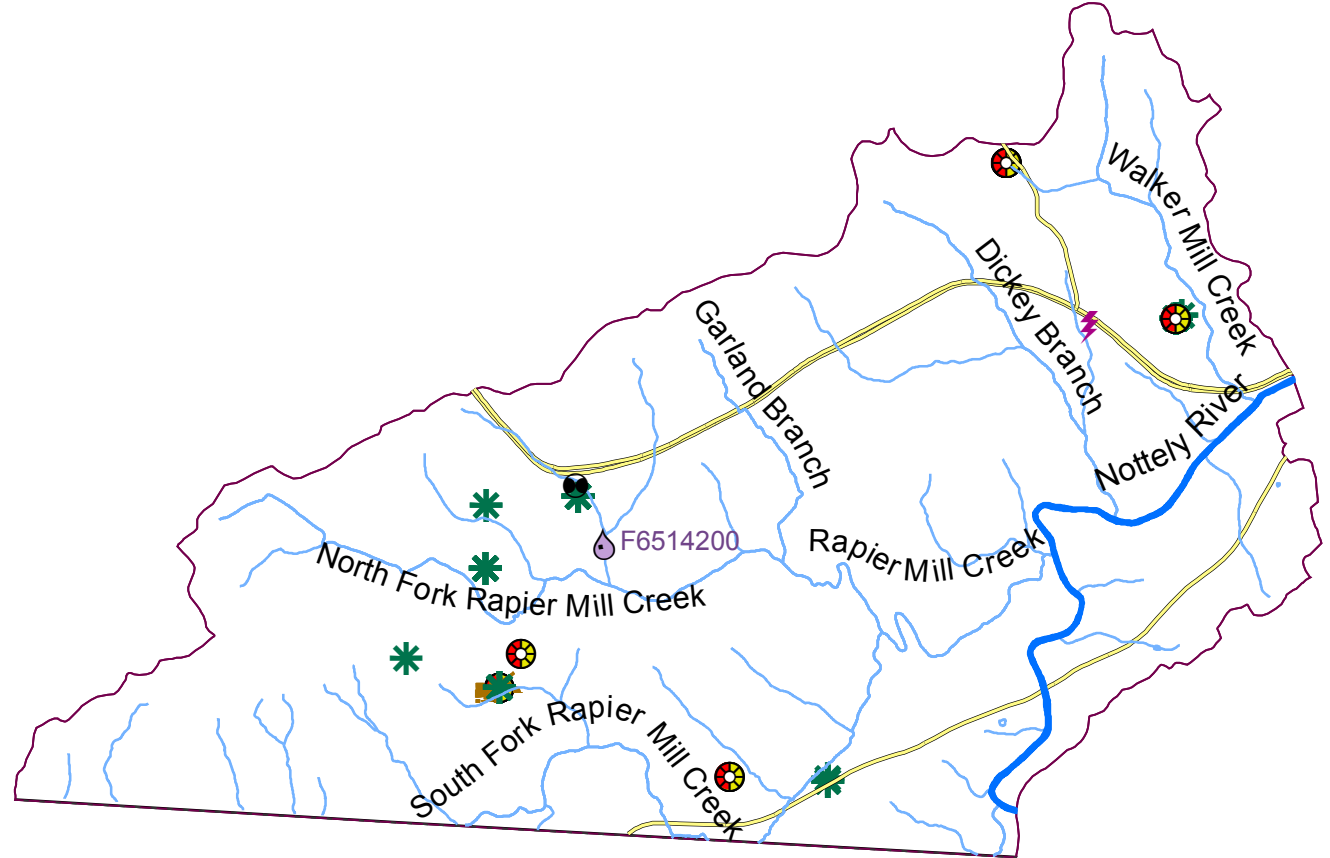 Walker Mill Creek
Dickey Branch
Garland Branch
Nottely River
F6514200
Rapier Mill Creek
North Fork Rapier Mill Creek
South Fork Rapier Mill Creek